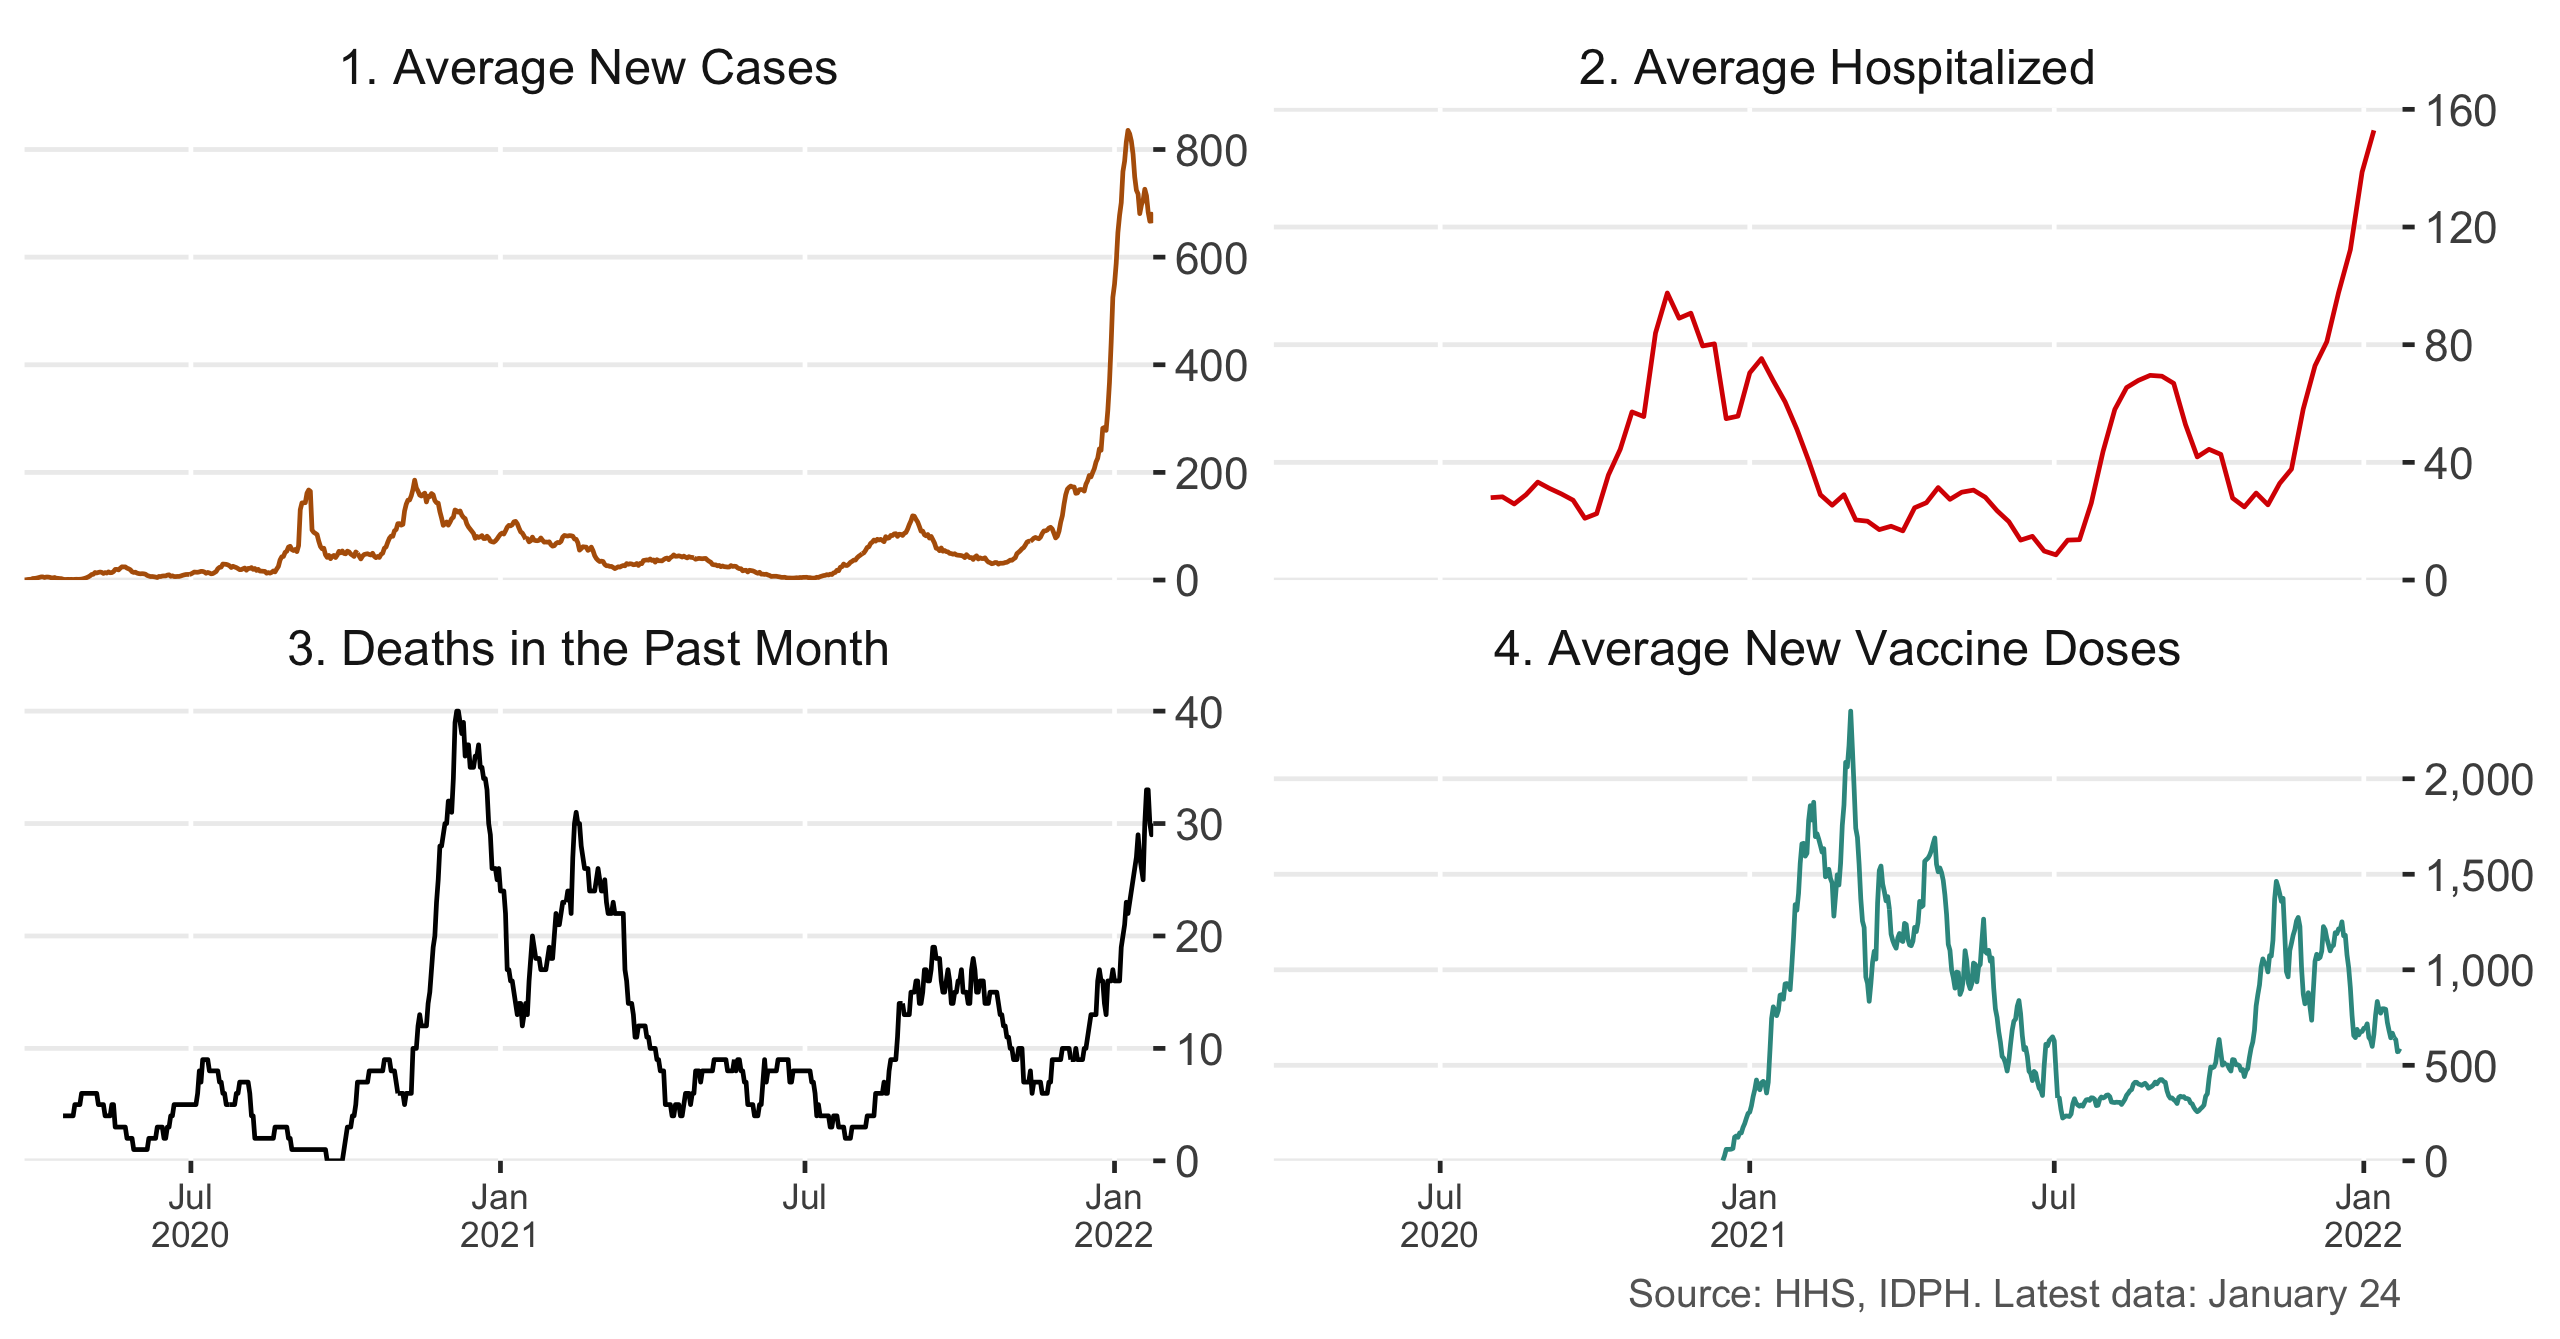 1. Average New Cases
800
600
400
200
0
2. Average Hospitalized
160
120
80
40
0
3. Deaths in the Past Month
40
30
20
10
0
Jul
2020
Jan
2021
Jul
Jan
2022
4. Average New Vaccine Doses
2,000
1,500
1,000
500
0
Jul
2020
Jan
2021
Jul
Jan
2022
Source: HHS, IDPH. Latest data: January 24